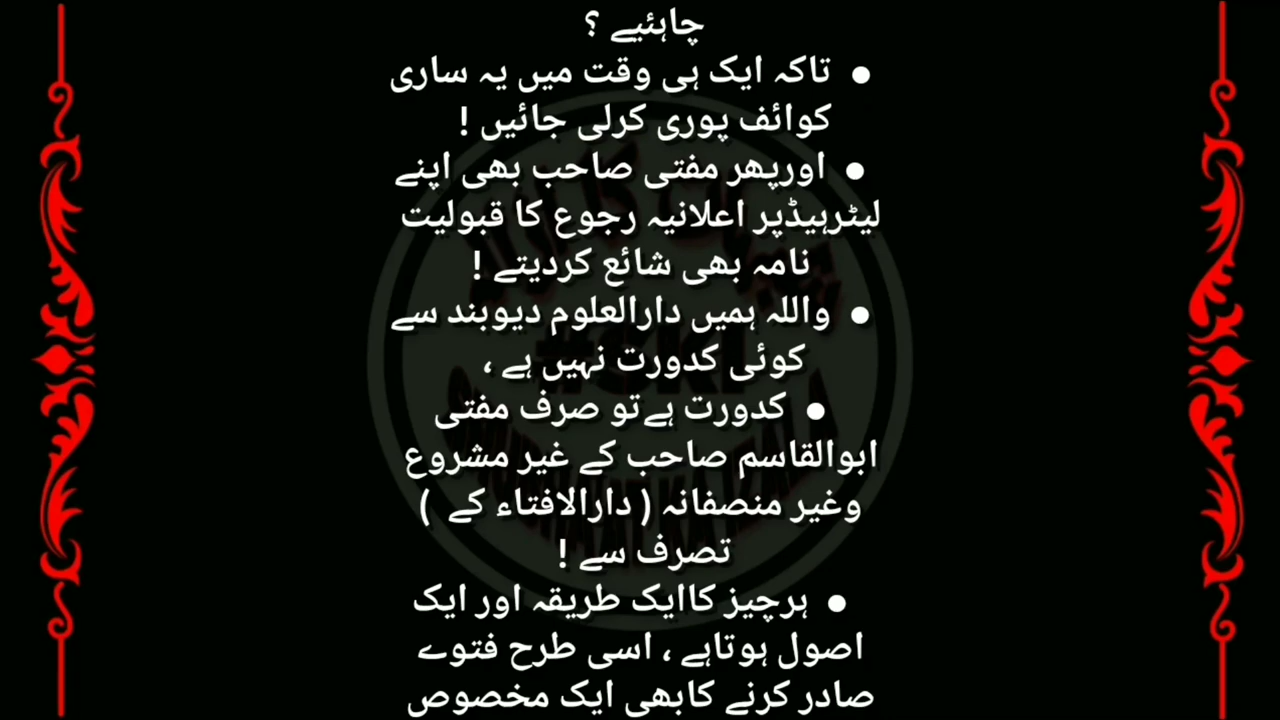 چاہئیے ؟
● تاکہ ایک ہی وقت میں یہ ساری
کوائف پوری کرلی جائیں !
● اورپھر مفتی صاحب بھی اپنے
لیٹرہیڈپر اعلانیہ رجوع کا قبولیت
نامہ بھی شائع کردیتے !
● واللہ ہمیں دارالعلوم دیوبند سے
کوئی کدورت نہیں ہے ،
● کدورت ہےتو صرف مفتی
ابوالقاسم صاحب کے غیر مشروع
وغیر منصفانہ ( دارالافتاء کے )
تصرف سے !
● ہرچیز کاایک طریقہ اور ایک
اصول ہوتاہے ، اسی طرح فتوے
صادر کرنے کابھی ایک مخصوص
#SKI